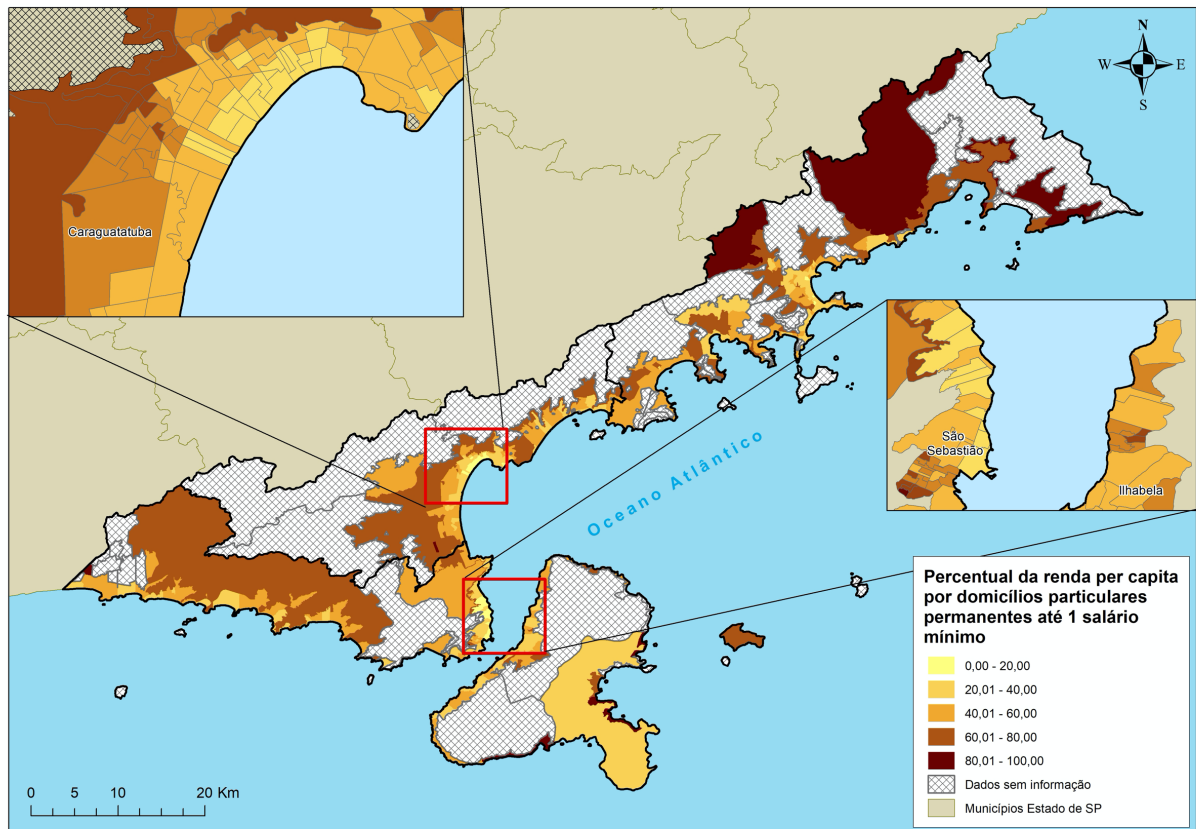 N
W
E
S
Caraguatatuba
São
Sebastião
Ilhabela
Oceano Atlântico
Percentual da renda per capita
por domicílios particulares
permanentes até 1 salário
mínimo
0,00 - 20,00
20,01 - 40,00
40,01 - 60,00
60,01 - 80,00
80,01 - 100,00
Dados sem informação
Municípios Estado de SP
0 5 10 20 Km